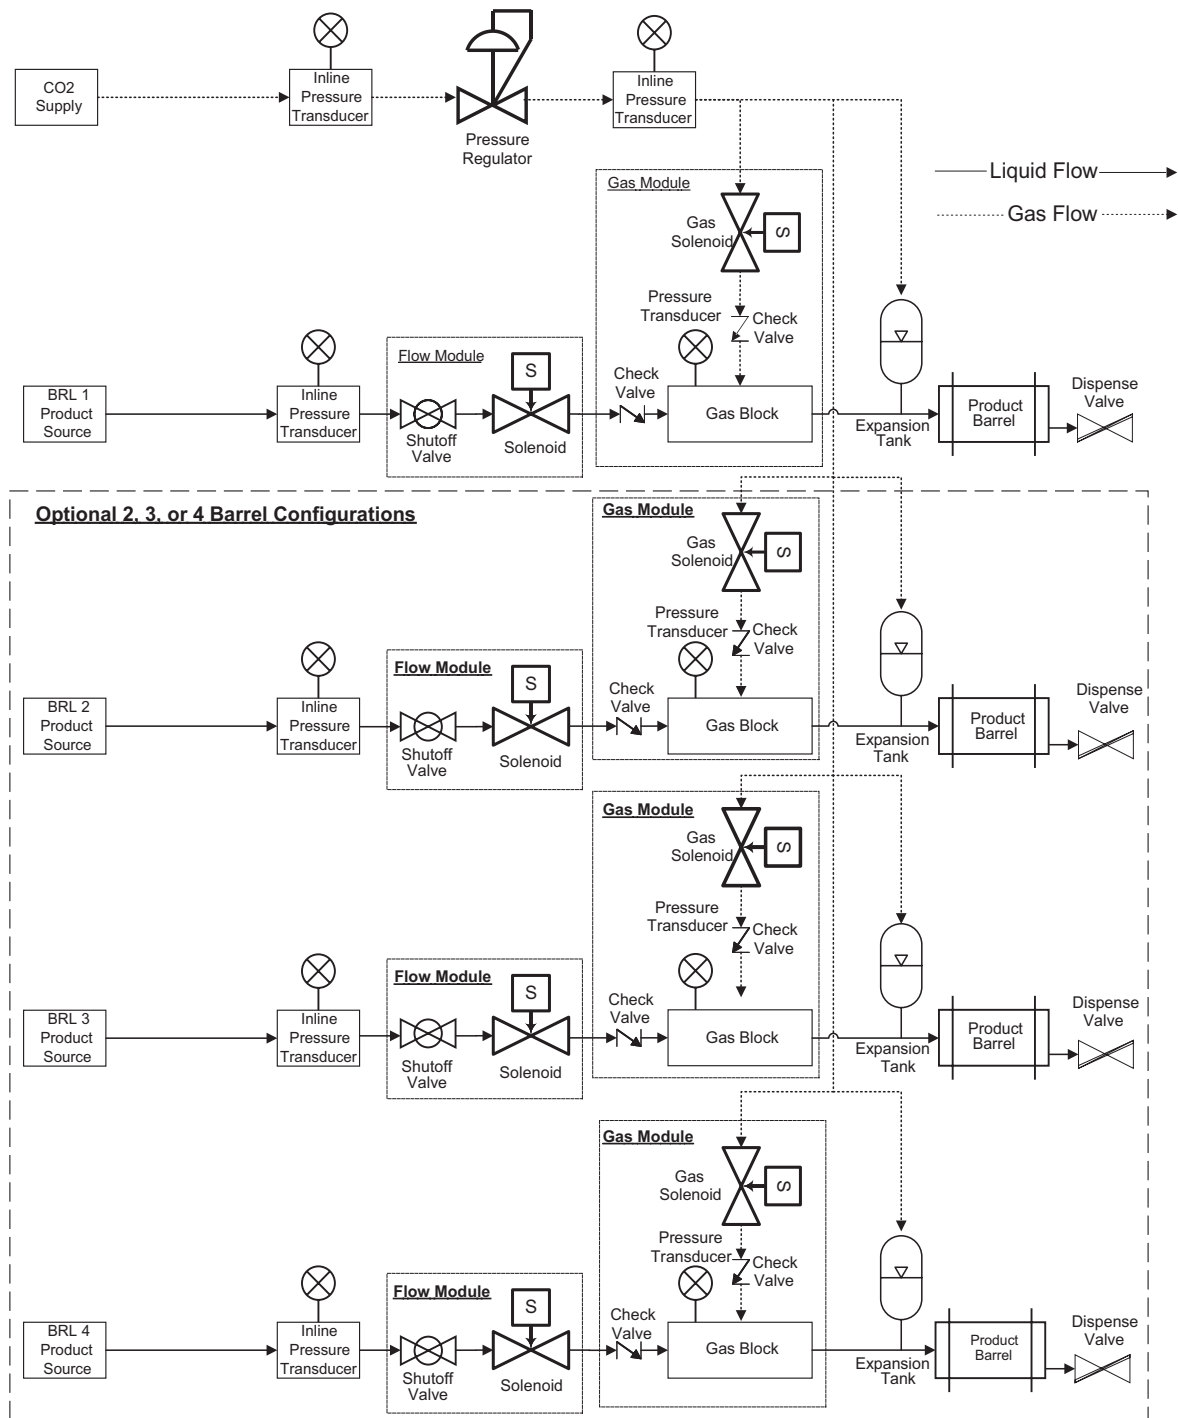 CO2
Supply
Inline
Pressure
Transducer
Pressure
Regulator
Inline
Pressure
Transducer
Liquid Flow
Gas Flow
Gas Module
Gas
Solenoid
S
Pressure
Transducer
Check
Valve
BRL 1
Product
Source
Inline
Pressure
Transducer
Flow Module
S
Shutoff
Valve
Solenoid
Check
Valve
Gas Block
Expansion
Tank
Product
Barrel
Dispense
Valve
Optional 2, 3, or 4 Barrel Configurations
Gas Module
Gas
Solenoid
S
Pressure
Transducer
Check
Valve
BRL 2
Product
Source
Inline
Pressure
Transducer
Flow Module
S
Shutoff
Valve
Solenoid
Check
Valve
Gas Block
Expansion
Tank
Product
Barrel
Dispense
Valve
Gas Module
Gas
Solenoid
S
Pressure
Transducer
Check
Valve
BRL 3
Product
Source
Inline
Pressure
Transducer
Flow Module
S
Shutoff
Valve
Solenoid
Check
Valve
Gas Block
Expansion
Tank
Product
Barrel
Dispense
Valve
Gas Module
Gas
Solenoid
S
Pressure
Transducer
Check
Valve
BRL 4
Product
Source
Inline
Pressure
Transducer
Flow Module
S
Shutoff
Valve
Solenoid
Check
Valve
Gas Block
Expansion
Tank
Product
Barrel
Dispense
Valve